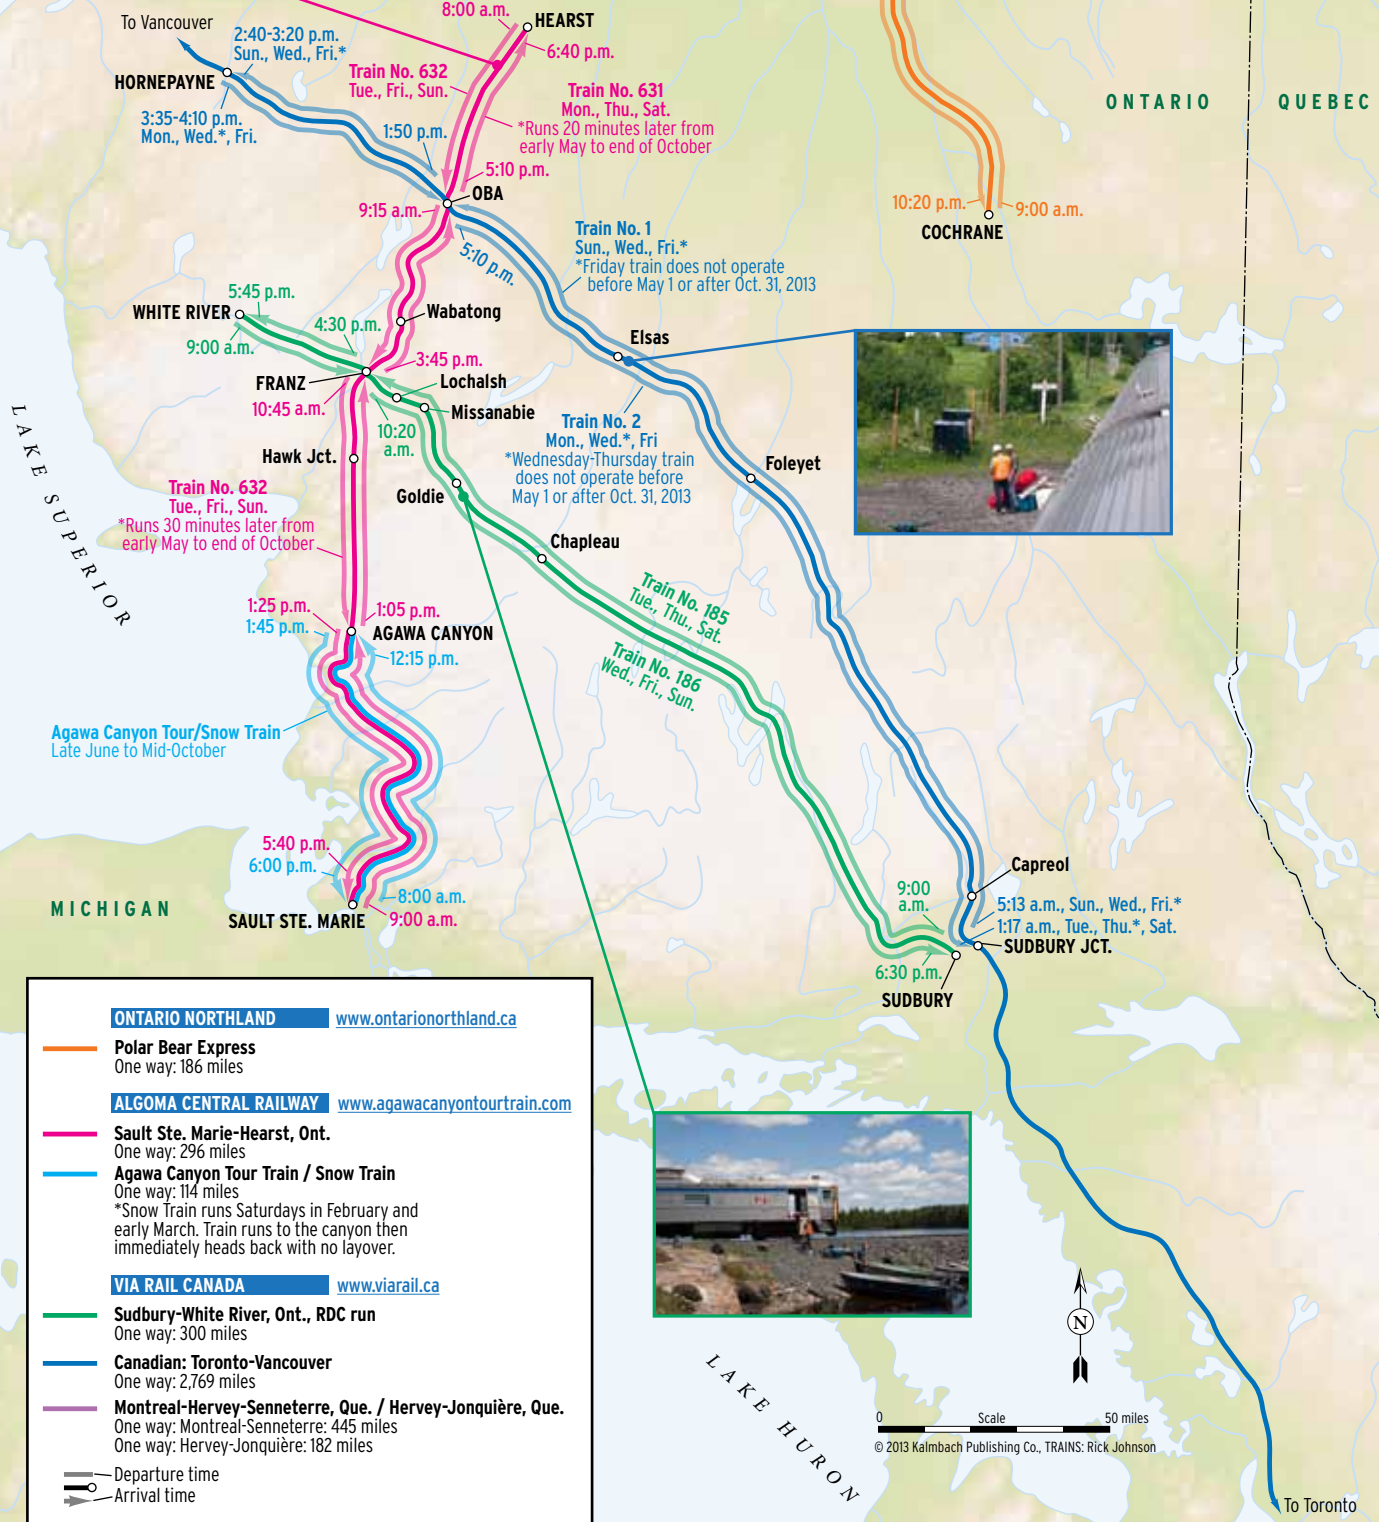 8:00 a.m.
HEARST
To Vancouver
2:40-3:20 p.m.
Sun., Wed., Fri.*
6:40 p.m.
HORNEPAYNE
Train No. 632
Tue., Fri., Sun.
Train No. 631
Mon., Thu., Sat.
*Runs 20 minutes later from
early May to end of October
ONTARIO
QUEBEC
3:35-4:10 p.m.
Mon., Wed.*, Fri.
1:50 p.m.
5:10 p.m.
OBA
9:15 a.m.
10:20 p.m.
9:00 a.m.
COCHRANE
5:10 p.m.
Train No. 1
Sun., Wed., Fri.*
*Friday train does not operate
before May 1 or after Oct. 31, 2013
5:45 p.m.
WHITE RIVER
9:00 a.m.
4:30 p.m.
Wabatong
Elsas
3:45 p.m.
FRANZ
Lochalsh
10:45 a.m.
Missanabie
10:20
a.m.
Train No. 2
Mon., Wed.*, Fri
*Wednesday-Thursday train
does not operate before
May 1 or after Oct. 31, 2013
Hawk Jct.
Foleyet
LAKE SUPERIOR
Train No. 632
Tue., Fri., Sun.
*Runs 30 minutes later from
early May to end of October
Goldie
Chapleau
Train No. 185
Tue., Thu., Sat.
1:25 p.m.
1:45 p.m.
1:05 p.m.
AGAWA CANYON
12:15 p.m.
Train No. 186
Wed., Fri., Sun.
Agawa Canyon Tour/Snow Train
Late June to Mid-October
5:40 p.m.
6:00 p.m.
8:00 a.m.
9:00 a.m.
MICHIGAN
SAULT STE. MARIE
Capreol
9:00
a.m.
5:13 a.m., Sun., Wed., Fri.*
1:17 a.m., Tue., Thu.*, Sat.
SUDBURY JCT.
6:30 p.m.
SUDBURY
ONTARIO NORTHLAND www.ontarionorthland.ca
Polar Bear Express
One way: 186 miles
ALGOMA CENTRAL RAILWAY www.agawacanyontourtrain.com
Sault Ste. Marie-Hearst, Ont.
One way: 296 miles
Agawa Canyon Tour Train / Snow Train
One way: 114 miles
*Snow Train runs Saturdays in February and
early March. Train runs to the canyon then
immediately heads back with no layover.
VIA RAIL CANADA www.viarail.ca
Sudbury-White River, Ont., RDC run
One way: 300 miles
Canadian: Toronto-Vancouver
One way: 2,769 miles
Montreal-Hervey-Senneterre, Que. / Hervey-Jonquière, Que.
One way: Montreal-Senneterre: 445 miles
One way: Hervey-Jonquière: 182 miles
Departure time
Arrival time
N
LAKE HURON
0 Scale 50 miles
© 2013 Kalmbach Publishing Co., TRAINS: Rick Johnson
To Toronto